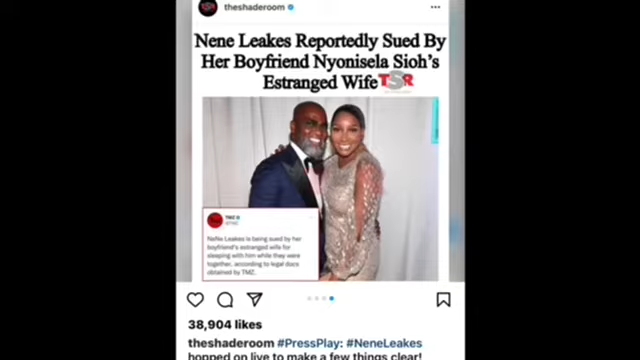 theshaderoom
Nene Leakes Reportedly Sued By
Her Boyfriend Nyonisela Sioh's
Estranged Wife TSR
TMZ
NeNe Leakes is being sued by her
boyfriend's estranged wife for
sleeping with him while they were
together, according to legal docs
obtained by TMZ.
38,904 likes
theshaderoom #PressPlay: #NeneLeakes
hopped on live to make a few things clear!